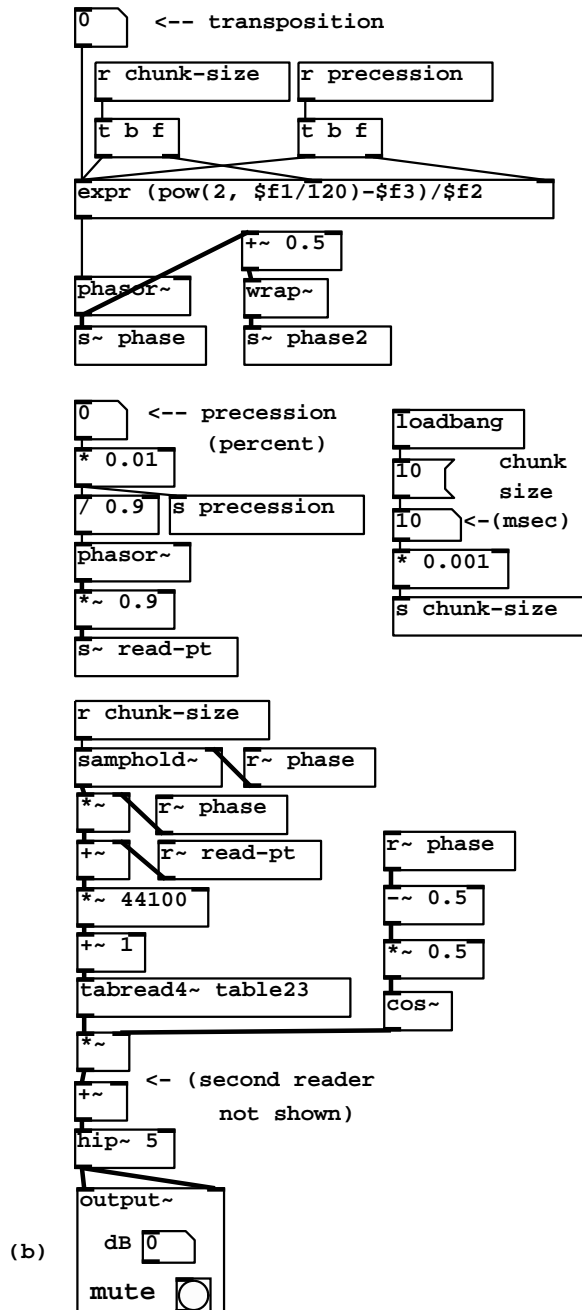 0 <-- transposition
r chunk-size r precession
t b f t b f
expr (pow(2, $f1/120)-$f3)/$f2
+~ 0.5
phasor~ wrap~
s~ phase s~ phase2
0 <-- precession
(percent)
loadbang
* 0.01
10 chunk
size
/ 0.9 s precession
10 <-(msec)
phasor~
* 0.001
*~ 0.9
s chunk-size
s~ read-pt
r chunk-size
samphold~ r~ phase
*~ r~ phase
+~ r~ read-pt r~ phase
*~ 44100 -~ 0.5
+~ 1 *~ 0.5
tabread4~ table23 cos~
*~
<- (second reader
+~
not shown)
hip~ 5
output~
(b) dB 0
mute